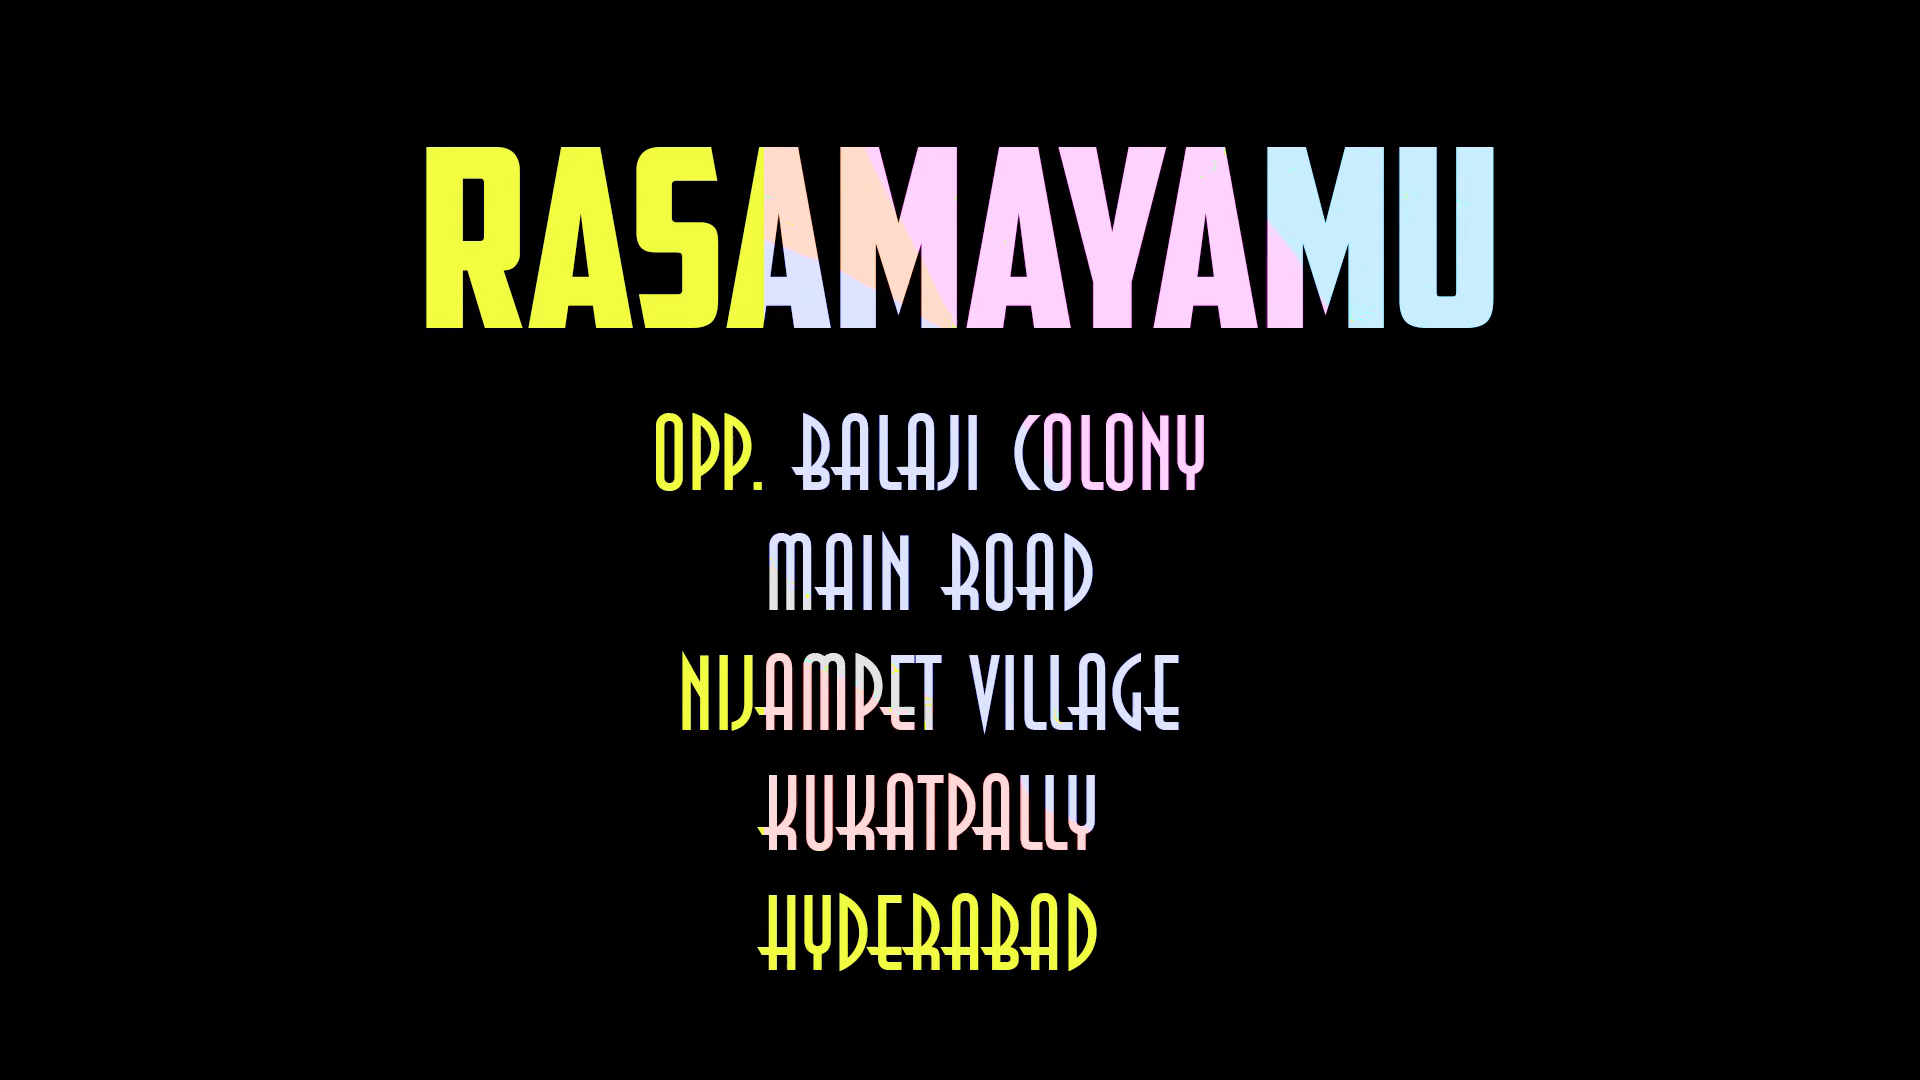 RASAMAYAMU
OPP. BALAJI COLONY
MAIN ROAD
NIJAMPET VILLAGE
KUKATPALLY
HYDERABAD